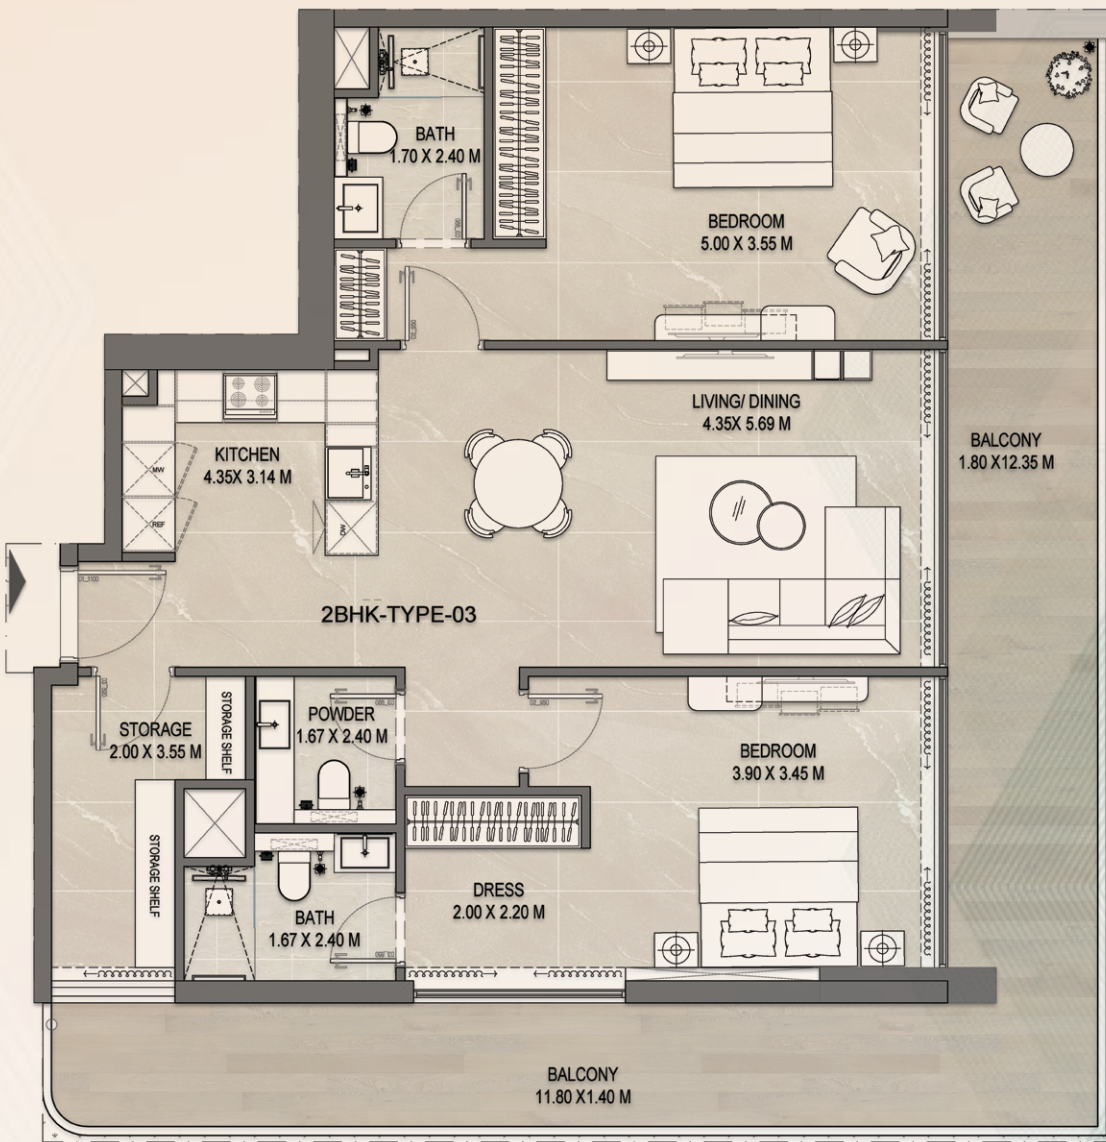 BATH
1.70 X 2.40 M
BEDROOM
5.00 X 3.55 M
LIVING/ DINING
4.35X 5.69 M
BALCONY
1.80 X12.35 M
KITCHEN
4.35X 3.14 M
MW
REF
DW
2BHK-TYPE-03
STORAGE
2.00 X 3.55 M
STORAGE SHELF
STORAGE SHELF
POWDER
1.67 X 2.40 M
BEDROOM
3.90 X 3.45 M
DRESS
2.00 X 2.20 M
BATH
1.67 X 2.40 M
BALCONY
11.80 X1.40 M